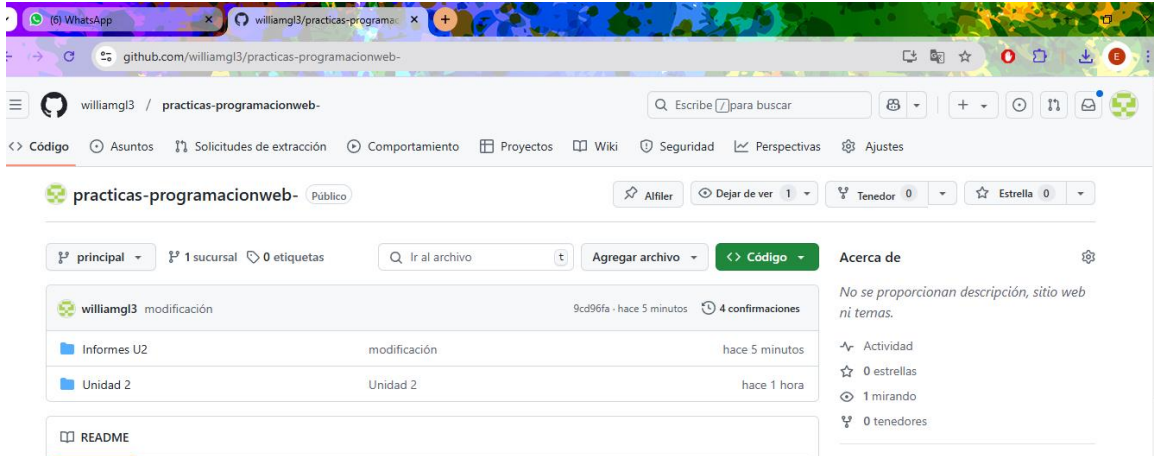 (6) WhatsApp
williamgl3/practicas-programac
github.com/williamgl3/practicas-programacionweb-
E
williamgl3 / practicas-programacionweb-
Escribe / para buscar
<> Código Asuntos Solicitudes de extracción Comportamiento Proyectos Wiki Seguridad Perspectivas Ajustes
practicas-programacionweb- Público
Alfiler Dejar de ver 1 Tenedor 0 Estrella 0
principal 1 sucursal 0 etiquetas Ir al archivo t Agregar archivo <> Código
williamgl3 modificación 9cd96fa · hace 5 minutos 4 confirmaciones
Informes U2 modificación hace 5 minutos
Unidad 2 Unidad 2 hace 1 hora
README
Acerca de
No se proporcionan descripción, sitio web
ni temas.
Actividad
0 estrellas
1 mirando
0 tenedores